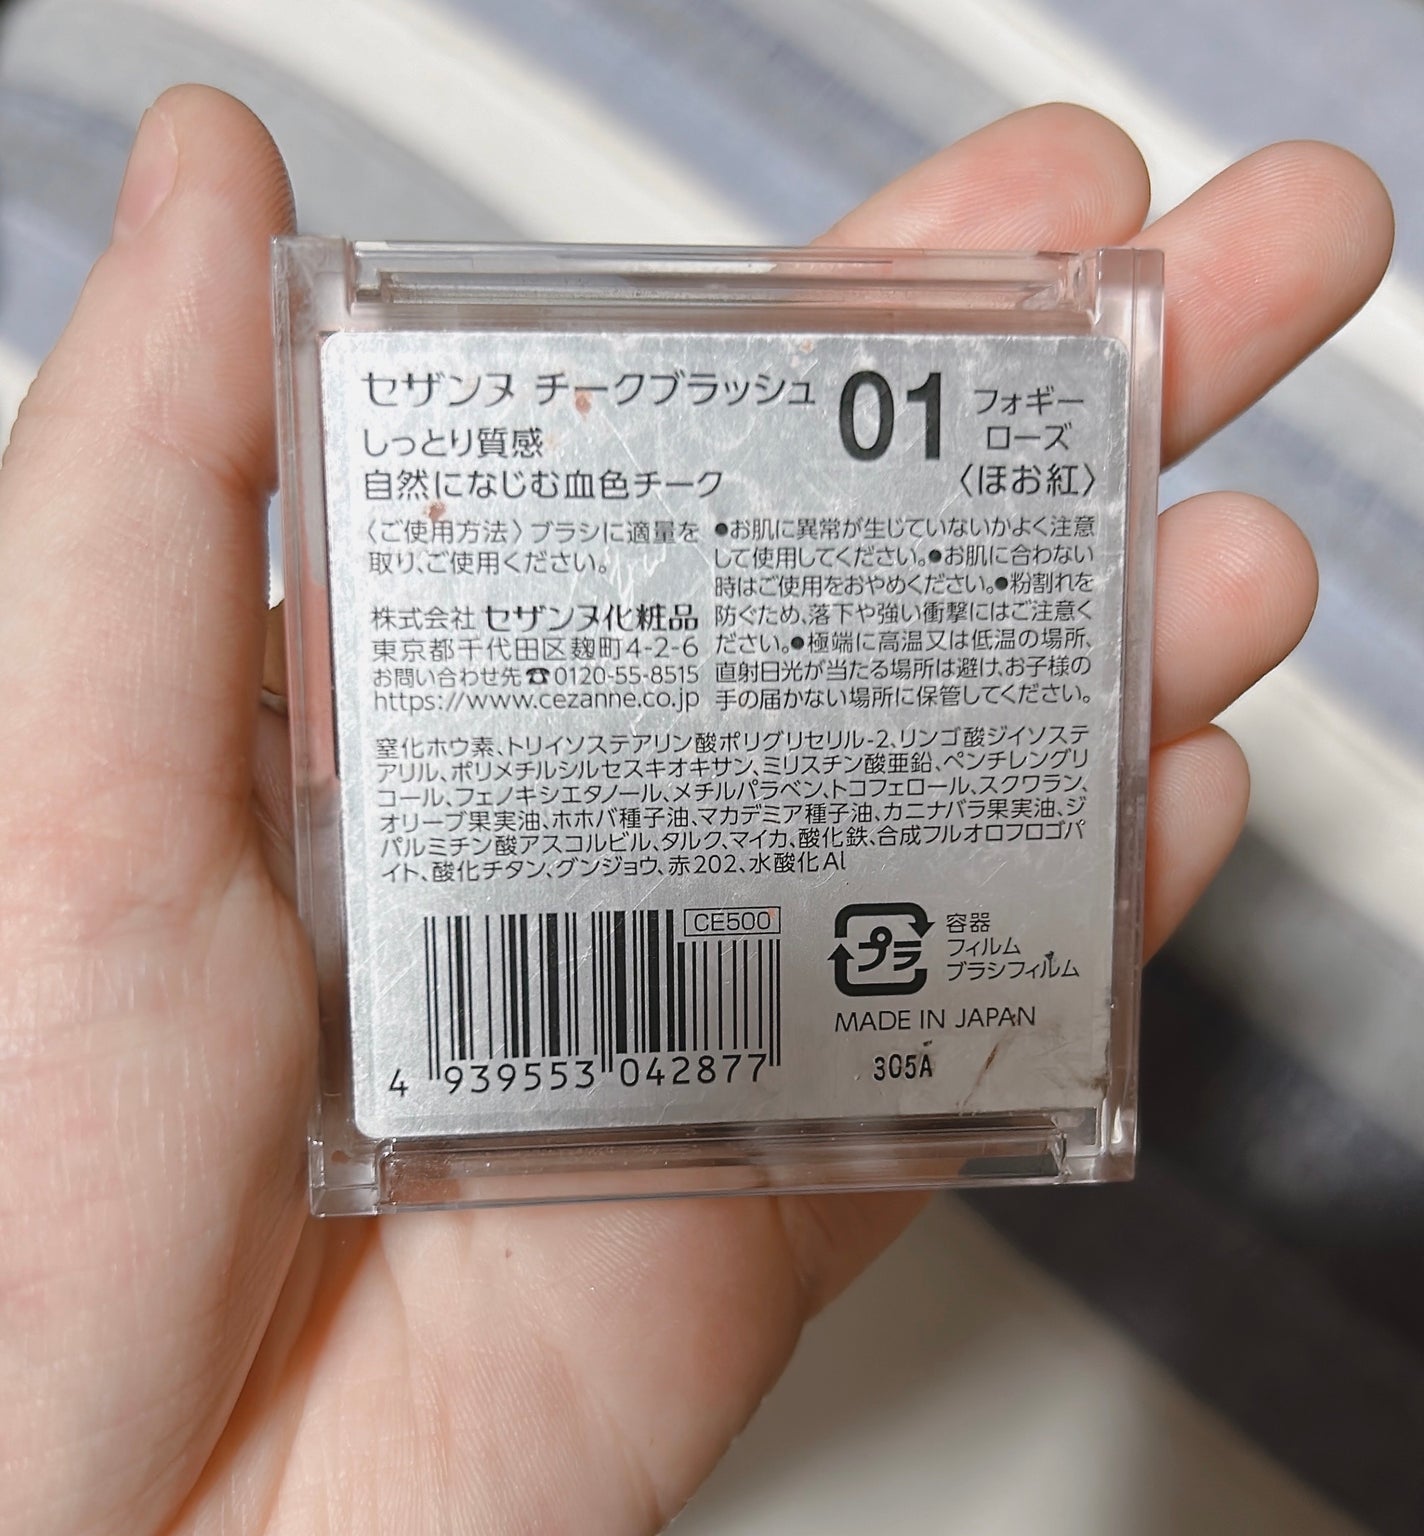 セザンヌ チークブラッシュ
しっとり質感
自然になじむ血色チーク
01
フォギー
ローズ
〈ほお紅〉
〈ご使用方法〉ブラシに適量を
取り、ご使用ください。
株式会社 セザンヌ化粧品
東京都千代田区麹町4-2-6
お問い合わせ先☎0120-55-8515
https://www.cezanne.co.jp
●お肌に異常が生じていないかよく注意
して使用してください。●お肌に合わない
時はご使用をおやめください。●粉割れを
防ぐため、落下や強い衝撃にはご注意く
ださい。●極端に高温又は低温の場所、
直射日光が当たる場所は避け、お子様の
手の届かない場所に保管してください。
窒化ホウ素、トリイソステアリン酸ポリグリセリル-2、リンゴ酸ジイソステ
アリル、ポリメチルシルセスキオキサン、ミリスチン酸亜鉛、ペンチレングリ
コール、フェノキシエタノール、メチルパラベン、トコフェロール、スクワラン、
オリーブ果実油、ホホバ種子油、マカデミア種子油、カニナバラ果実油、ジ
パルミチン酸アスコルビル、タルク、マイカ、酸化鉄、合成フルオロフロゴパ
イト、酸化チタン、グンジョウ、赤202、水酸化Al
CE500
4 939553 042877
プラ
容器
フィルム
ブラシフィルム
MADE IN JAPAN
305A